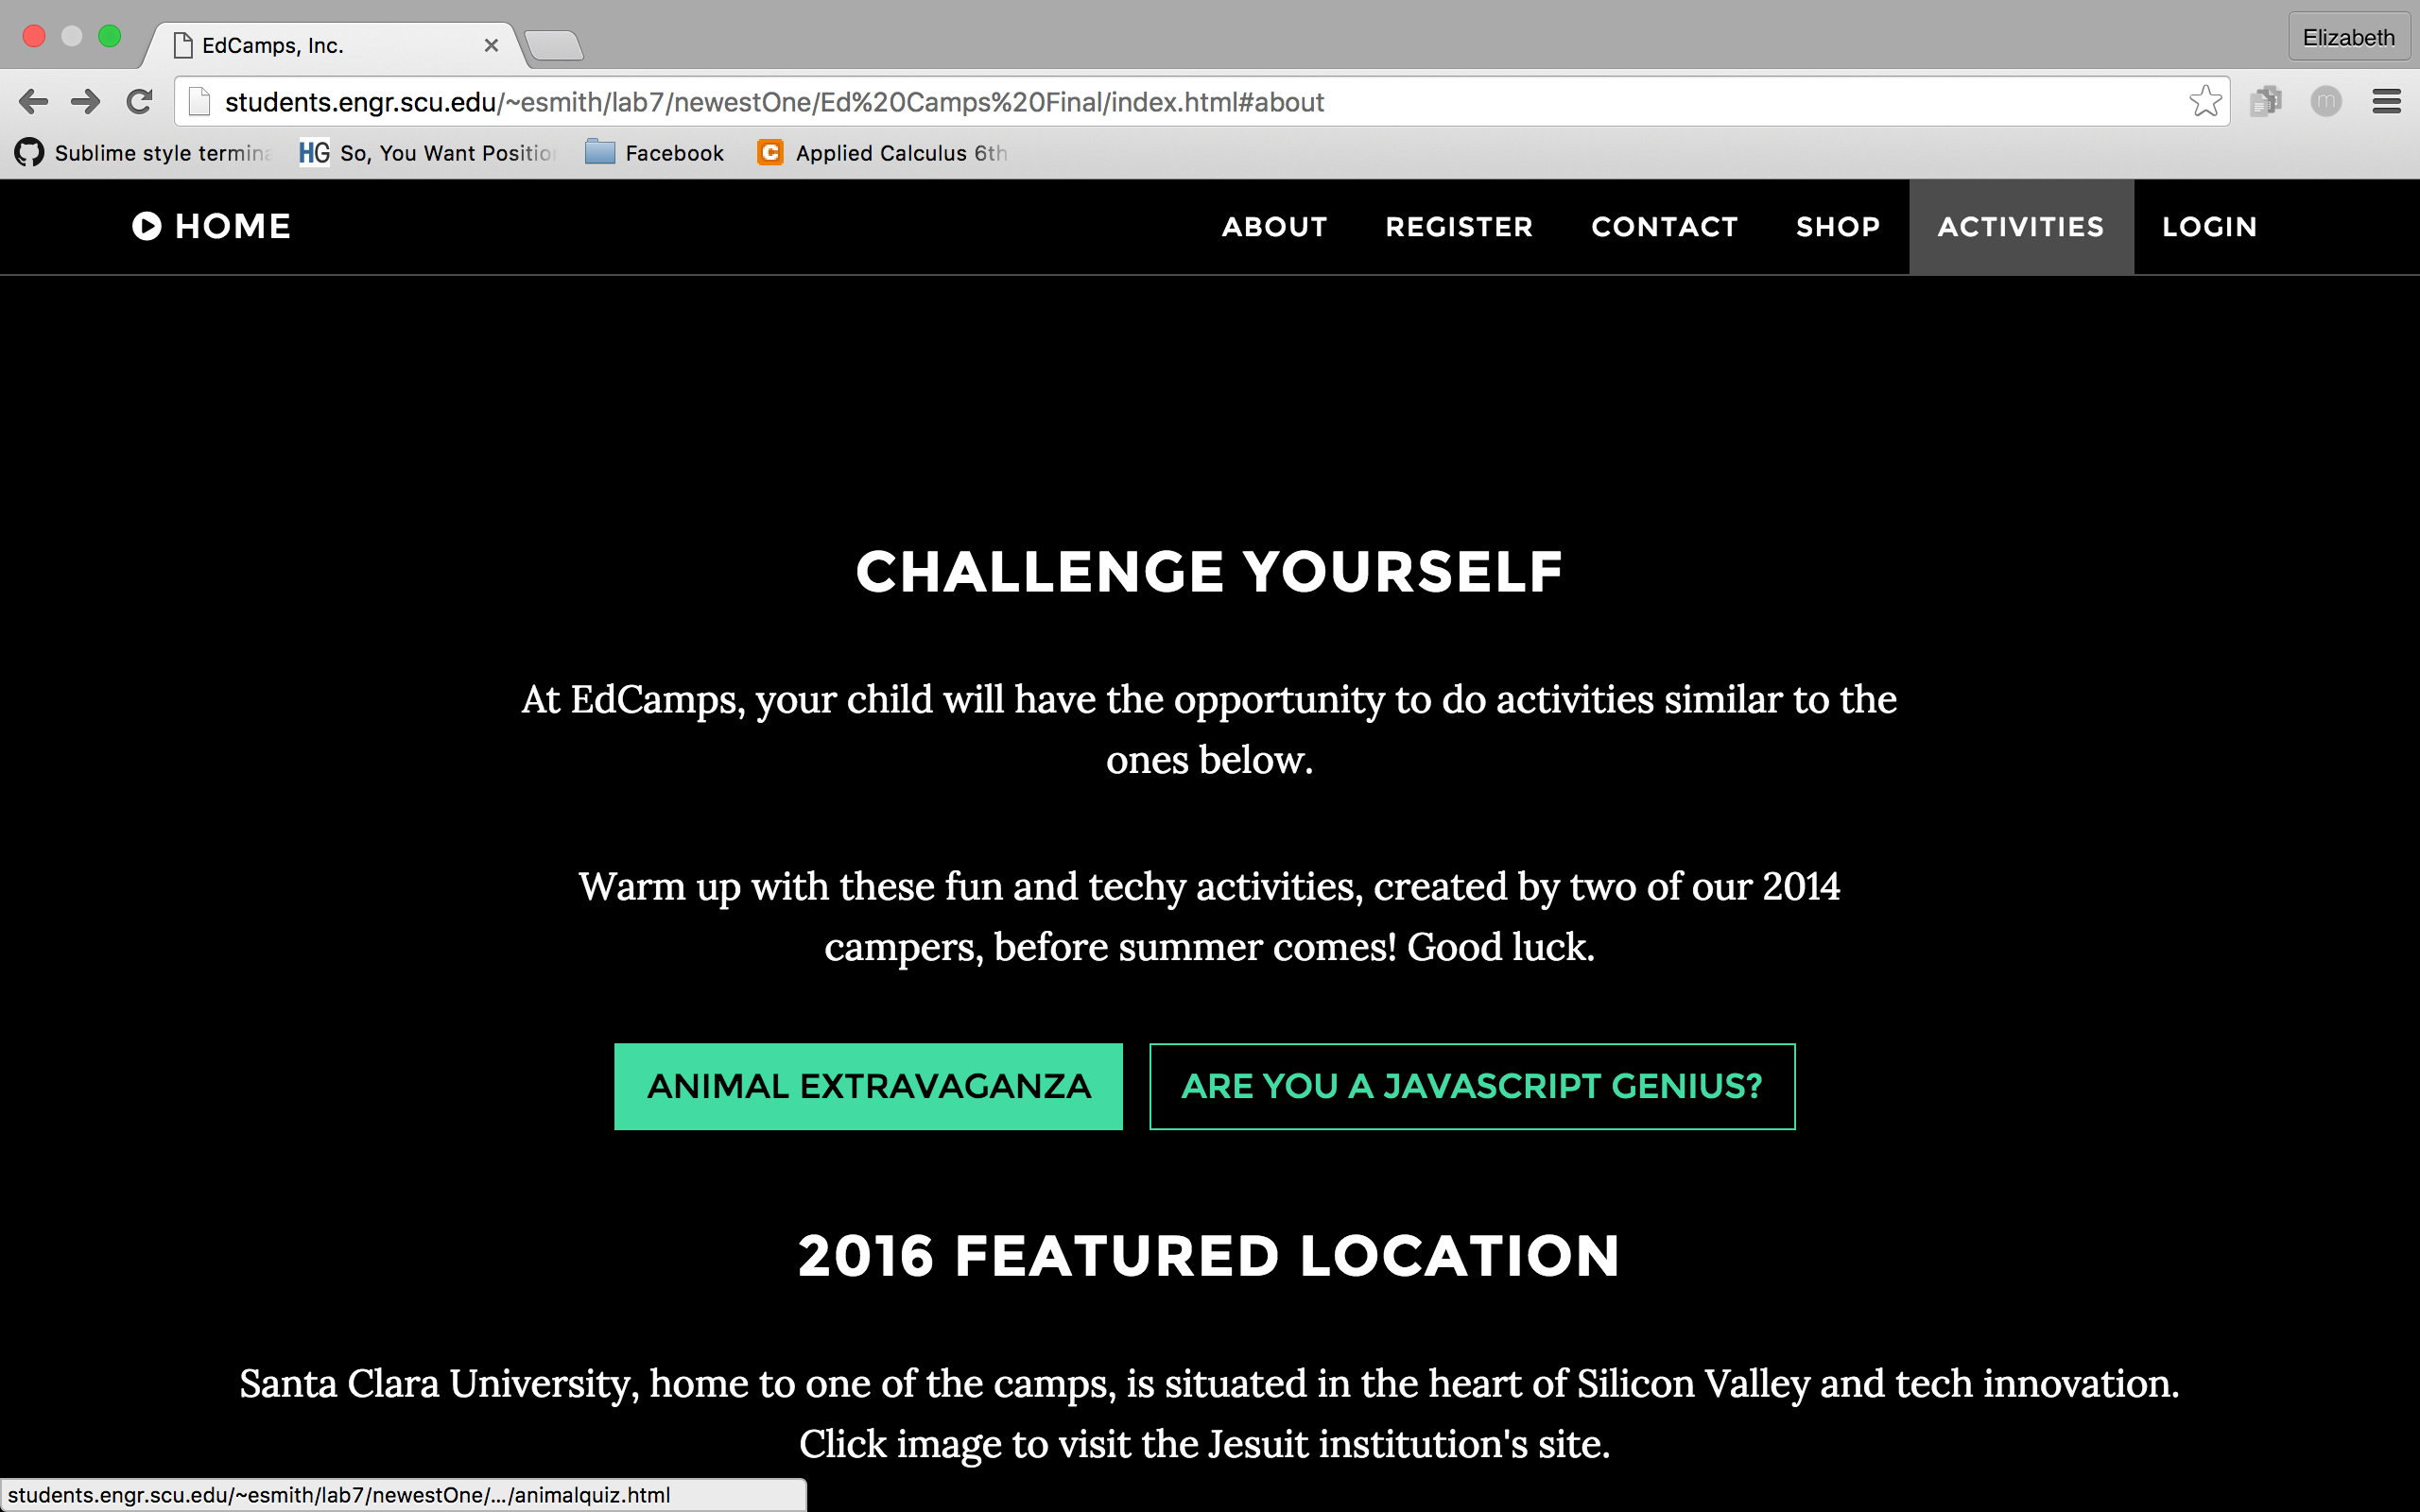 EdCamps, Inc.
Elizabeth
students.engr.scu.edu/~esmith/lab7/newestOne/Ed%20Camps%20Final/index.html#about
Sublime style termina
HG So, You Want Positio
Facebook
C Applied Calculus 6th
HOME
ABOUT
REGISTER
CONTACT
SHOP
ACTIVITIES
LOGIN
CHALLENGE YOURSELF
At EdCamps, your child will have the opportunity to do activities similar to the
ones below.
Warm up with these fun and techy activities, created by two of our 2014
campers, before summer comes! Good luck.
ANIMAL EXTRAVAGANZA
ARE YOU A JAVASCRIPT GENIUS?
2016 FEATURED LOCATION
Santa Clara University, home to one of the camps, is situated in the heart of Silicon Valley and tech innovation.
Click image to visit the Jesuit institution's site.
students.engr.scu.edu/~esmith/lab7/newestOne/.../animalquiz.html